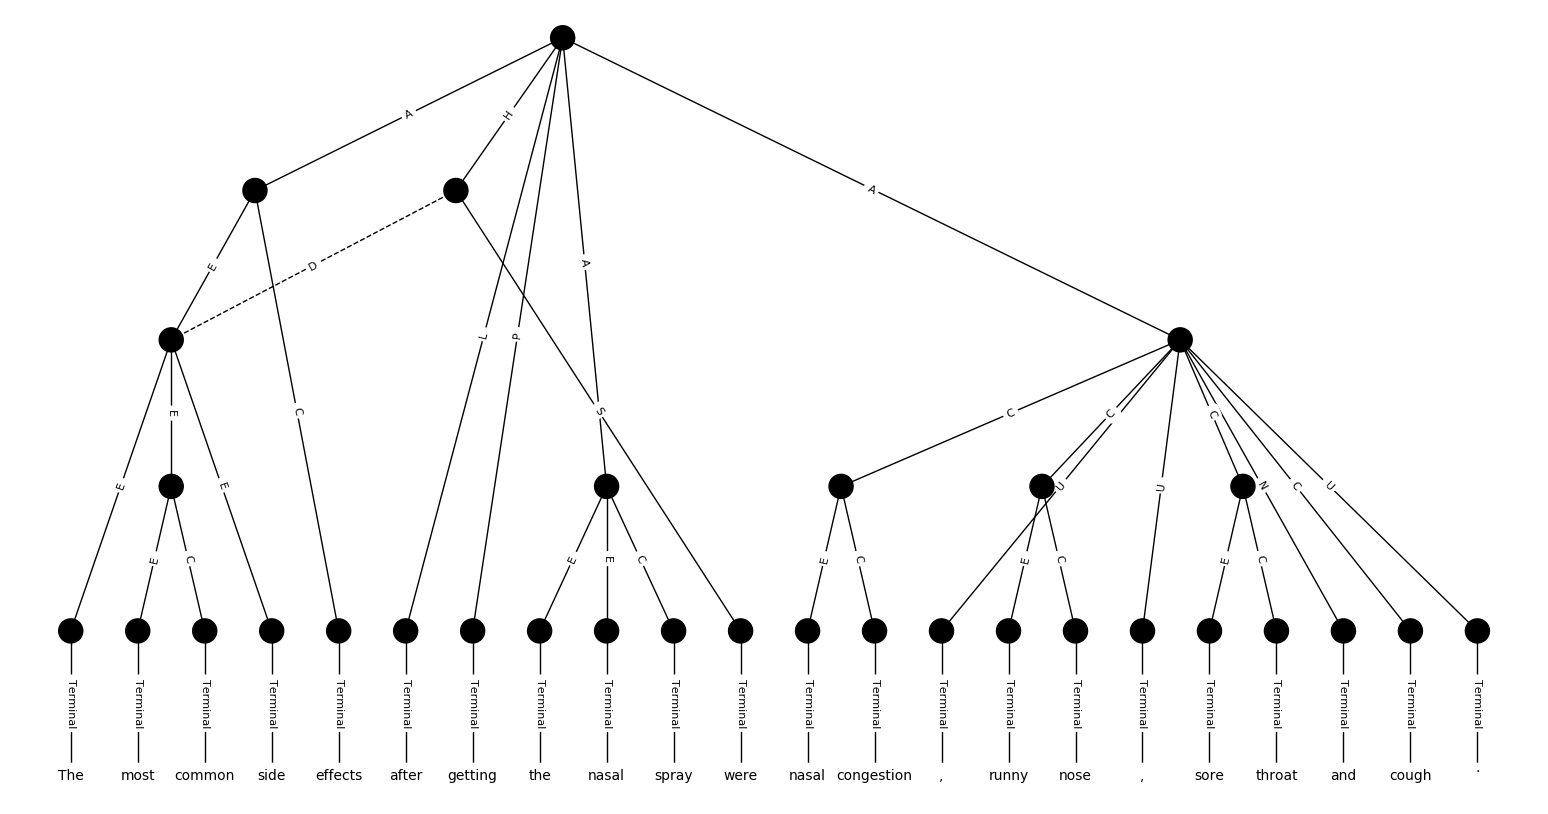 A H
A
E D A
L P
E C S C C C
E E U U N C U
E C E E C E C E C E C
Terminal Terminal Terminal Terminal Terminal Terminal Terminal Terminal Terminal Terminal Terminal Terminal Terminal Terminal Terminal Terminal Terminal Terminal Terminal Terminal Terminal Terminal
The most common side effects after getting the nasal spray were nasal congestion , runny nose , sore throat and cough .